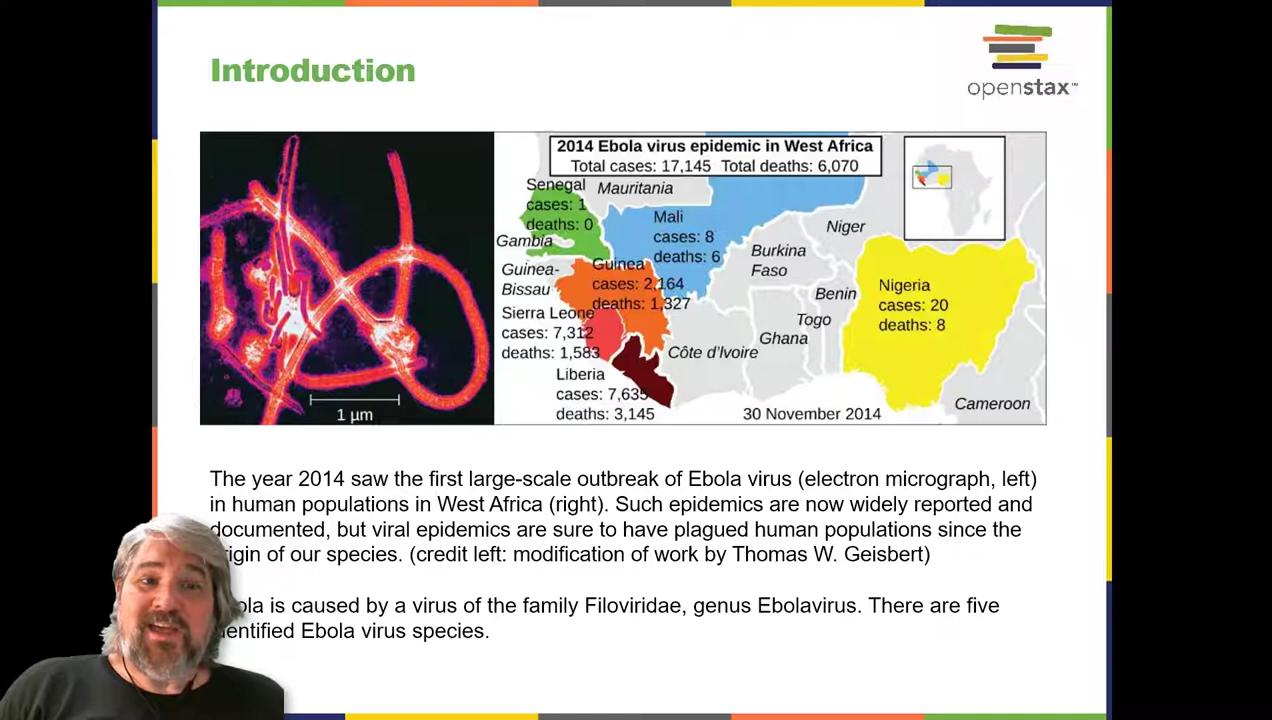 Introduction
openstax™
2014 Ebola virus epidemic in West Africa
Total cases: 17,145 Total deaths: 6,070
Senegal
cases: 1
deaths: 0
Mauritania
Gambia
Guinea-
Bissau
Mali
cases: 8
deaths: 6
Guinea
cases: 2,164
deaths: 1,327
Sierra Leone
cases: 7,312
deaths: 1,583
Liberia
cases: 7,635
deaths: 3,145
Burkina
Faso
Niger
Benin
Togo
Ghana
Côte d'Ivoire
Nigeria
cases: 20
deaths: 8
Cameroon
30 November 2014
1 µm
The year 2014 saw the first large-scale outbreak of Ebola virus (electron micrograph, left)
in human populations in West Africa (right). Such epidemics are now widely reported and
documented, but viral epidemics are sure to have plagued human populations since the
origin of our species. (credit left: modification of work by Thomas W. Geisbert)
is caused by a virus of the family Filoviridae, genus Ebolavirus. There are five
Ebola virus species.